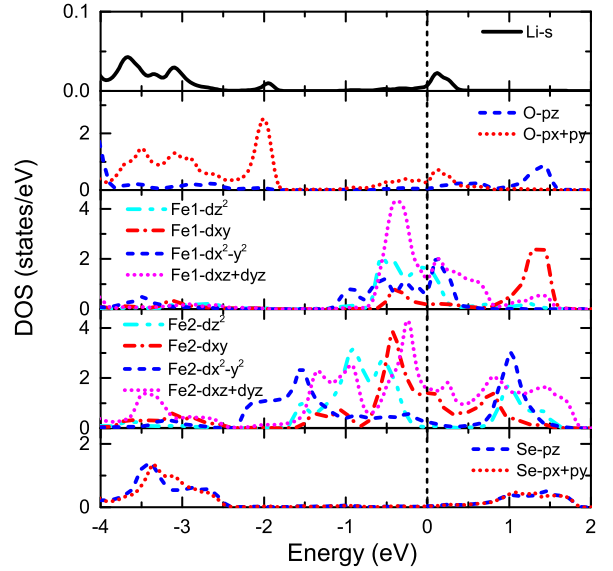 0.1
Li-s
0.0
O-pz
2
O-px+py
0
4
Fe1-dz²
Fe1-dxy
2
Fe1-dx²-y²
Fe1-dxz+dyz
0
DOS (states/eV)
4
Fe2-dz²
Fe2-dxy
2
Fe2-dx²-y²
Fe2-dxz+dyz
0
2
Se-pz
Se-px+py
0
-4 -3 -2 -1 0 1 2
Energy (eV)